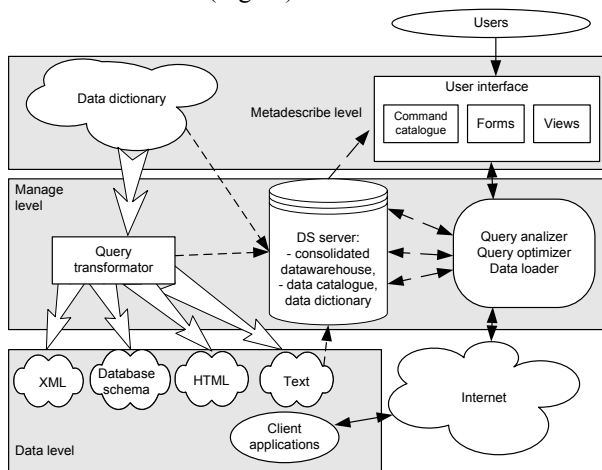 Users
User interface
Command
catalogue
Forms
Views
Data dictionary
Metadescribe level
Manage
level
Query
transformator
DS server:
- consolidated
datawarehouse,
- data catalogue,
data dictionary
Query analizer
Query optimizer
Data loader
XML
Database
schema
HTML
Text
Internet
Client
applications
Data level